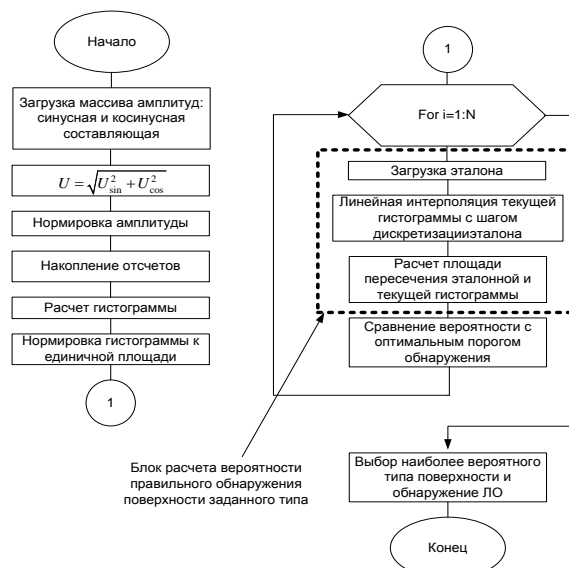 Начало
Загрузка массива амплитуд:
синусная и косинусная
составляющая
U = √U²sin + U²cos
Нормировка амплитуды
Накопление отсчетов
Расчет гистограммы
Нормировка гистограммы к
единичной площади
1
1
For i=1:N
Загрузка эталона
Линейная интерполяция текущей
гистограммы с шагом
дискретизацииэталона
Расчет площади
пересечения эталонной и
текущей гистограммы
Сравнение вероятности с
оптимальным порогом
обнаружения
Блок расчета вероятности
правильного обнаружения
поверхности заданного типа
Выбор наиболее вероятного
типа поверхности и
обнаружение ЛО
Конец